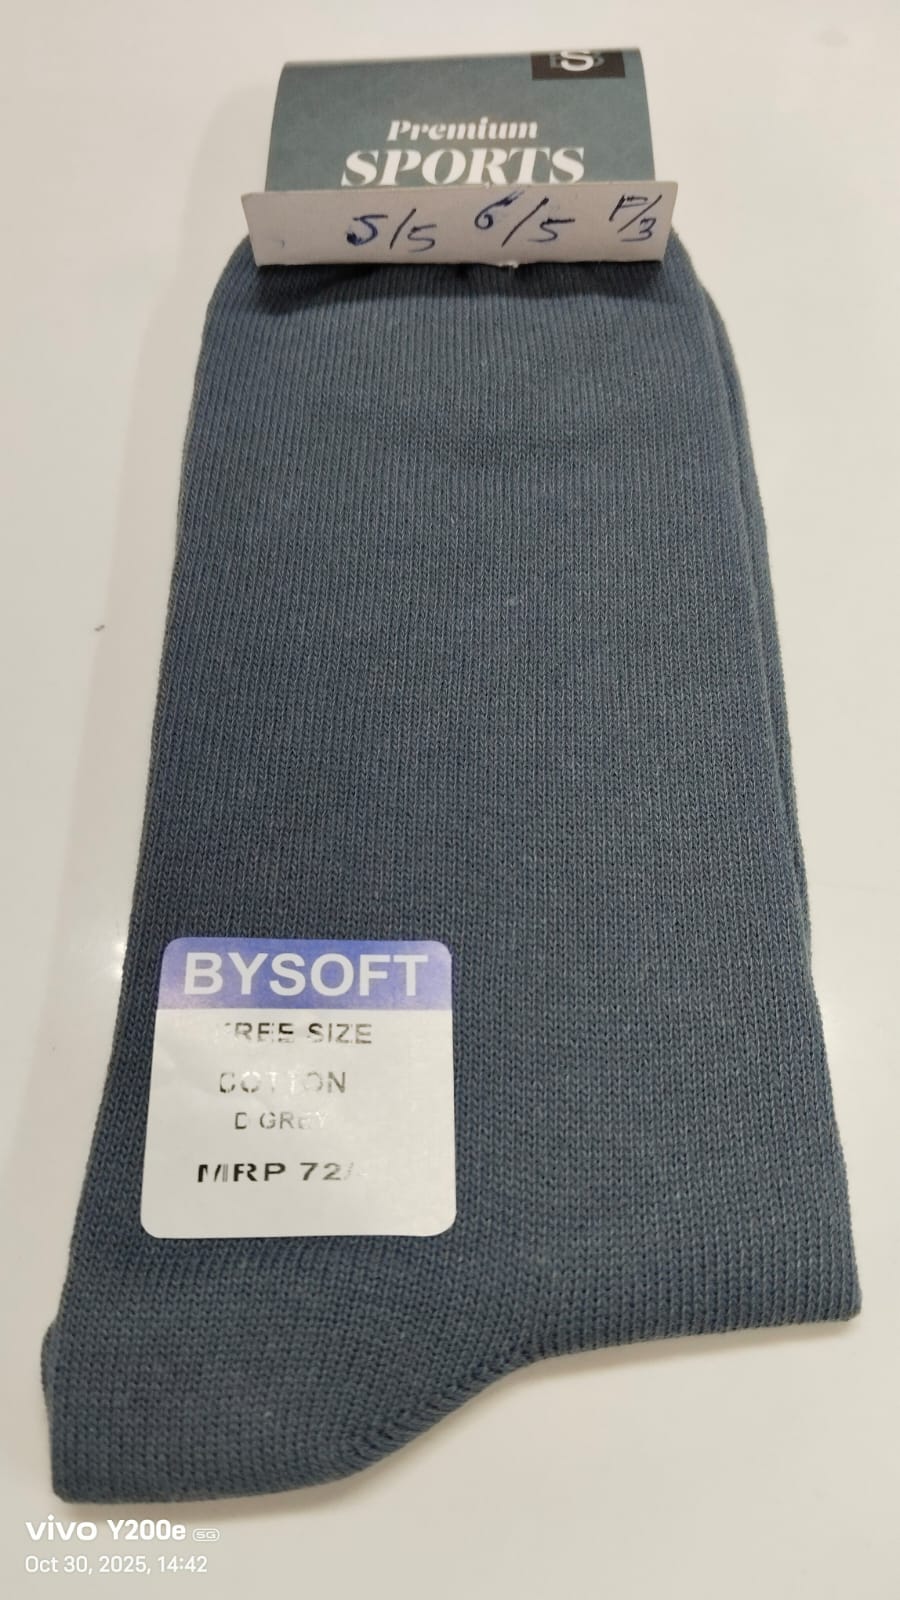 Premium
SPORTS
5/5 6/5 P/3
BYSOFT
FREE SIZE
COTTON
D GREY
MRP 72/
vivo Y200e 5G
Oct 30, 2025, 14:42